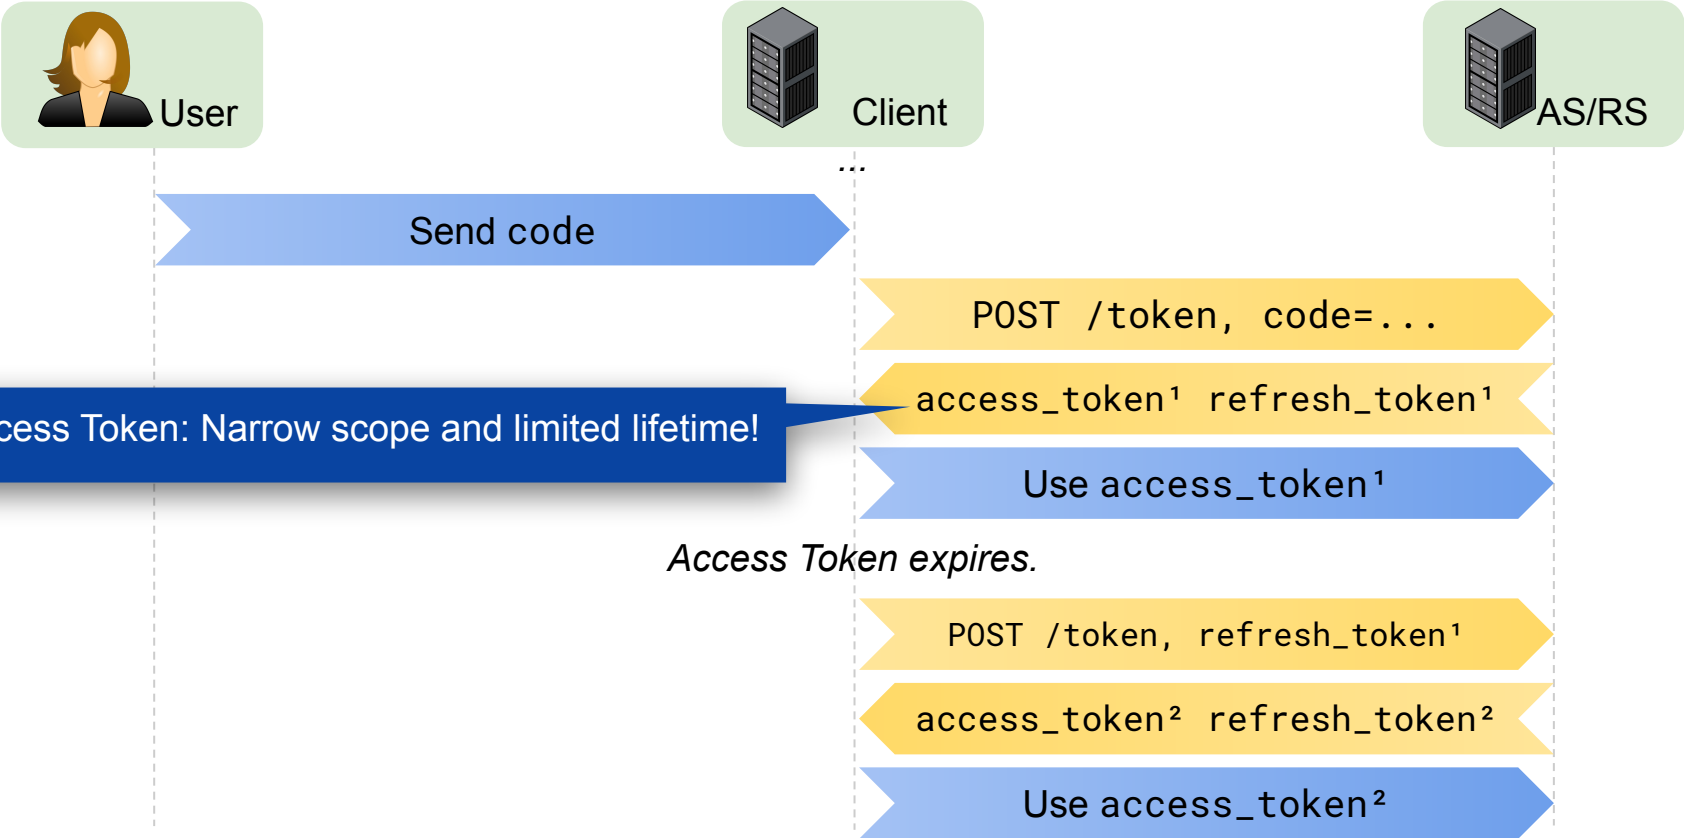 User
Client
AS/RS
...
Send code
POST /token, code=...
access_token¹ refresh_token¹
cess Token: Narrow scope and limited lifetime!
Use access_token¹
Access Token expires.
POST /token, refresh_token¹
access_token² refresh_token²
Use access_token²